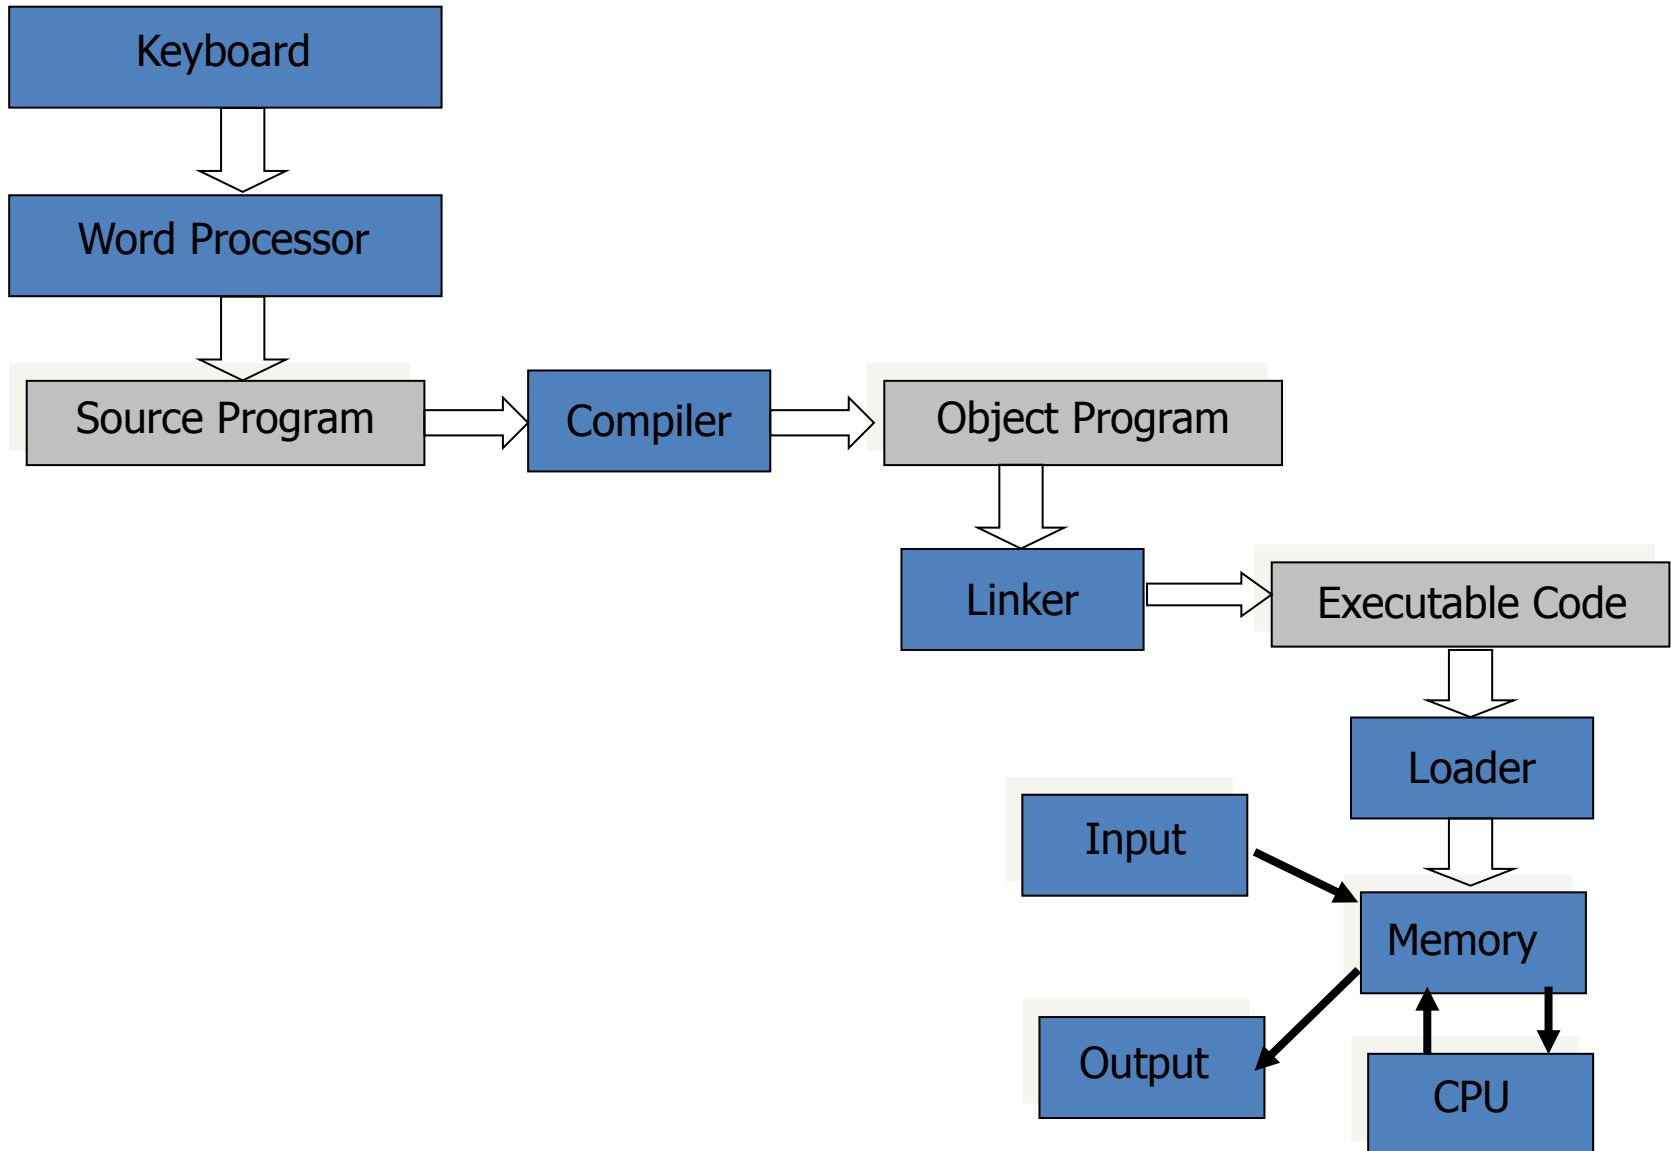 Keyboard
Word Processor
Source Program
Compiler
Object Program
Linker
Executable Code
Loader
Input
Memory
Output
CPU